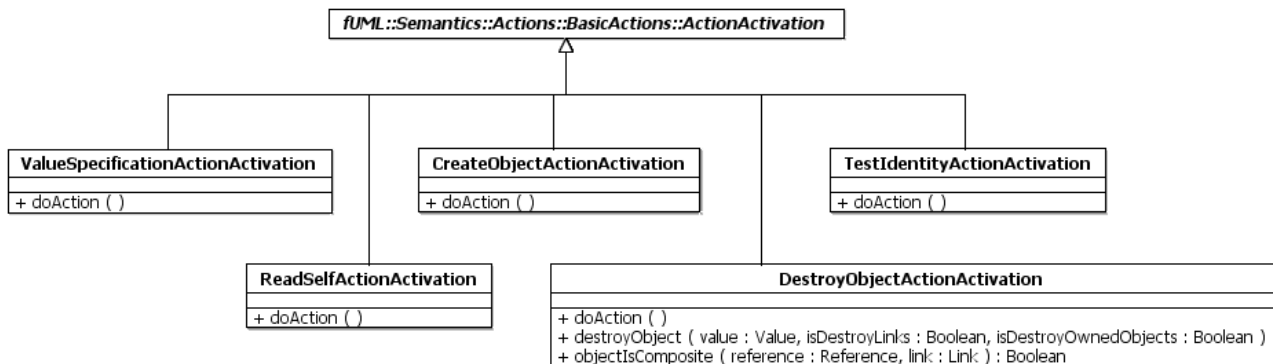 fUML::Semantics::Actions::BasicActions::ActionActivation
ValueSpecificationActionActivation
+ doAction ( )
CreateObjectActionActivation
+ doAction ( )
TestIdentityActionActivation
+ doAction ( )
ReadSelfActionActivation
+ doAction ( )
DestroyObjectActionActivation
+ doAction ( )
+ destroyObject ( value : Value, isDestroyLinks : Boolean, isDestroyOwnedObjects : Boolean )
+ objectIsComposite ( reference : Reference, link : Link ) : Boolean